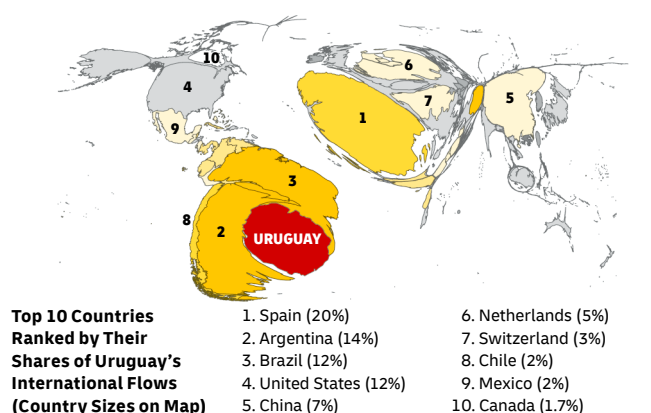 10
4
6
7
5
1
9
3
8
2
URUGUAY
Top 10 Countries
Ranked by Their
Shares of Uruguay's
International Flows
(Country Sizes on Map)
1. Spain (20%)
2. Argentina (14%)
3. Brazil (12%)
4. United States (12%)
5. China (7%)
6. Netherlands (5%)
7. Switzerland (3%)
8. Chile (2%)
9. Mexico (2%)
10. Canada (1.7%)